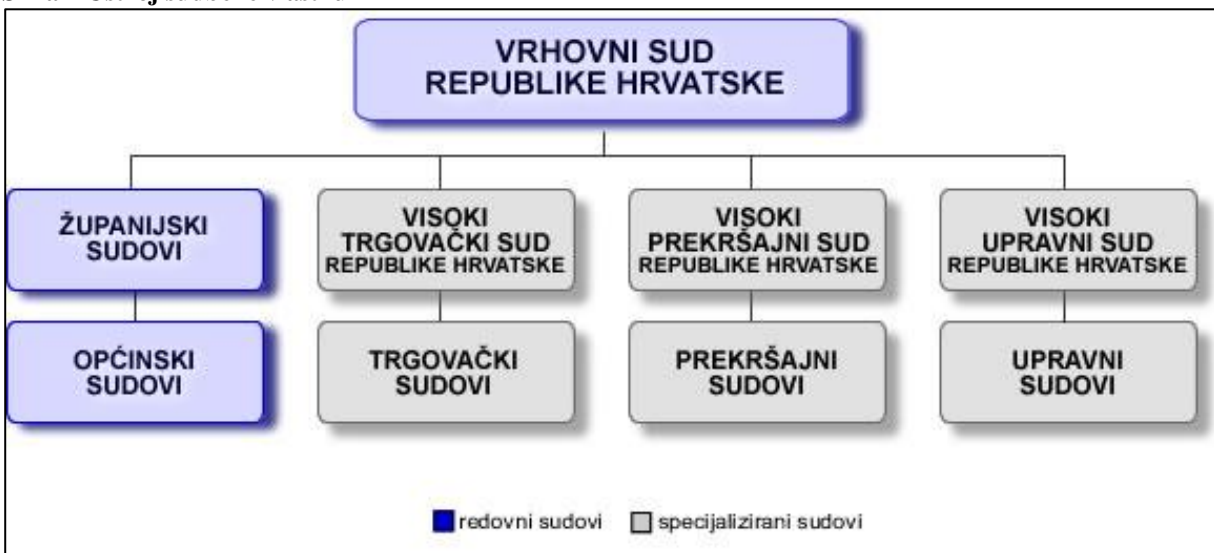 VRHOVNI SUD
REPUBLIKE HRVATSKE
ŽUPANIJSKI
SUDOVI
VISOKI
TRGOVAČKI SUD
REPUBLIKE HRVATSKE
VISOKI
PREKRŠAJNI SUD
REPUBLIKE HRVATSKE
VISOKI
UPRAVNI SUD
REPUBLIKE HRVATSKE
OPĆINSKI
SUDOVI
TRGOVAČKI
SUDOVI
PREKRŠAJNI
SUDOVI
UPRAVNI
SUDOVI
redovni sudovi
specijalizirani sudovi